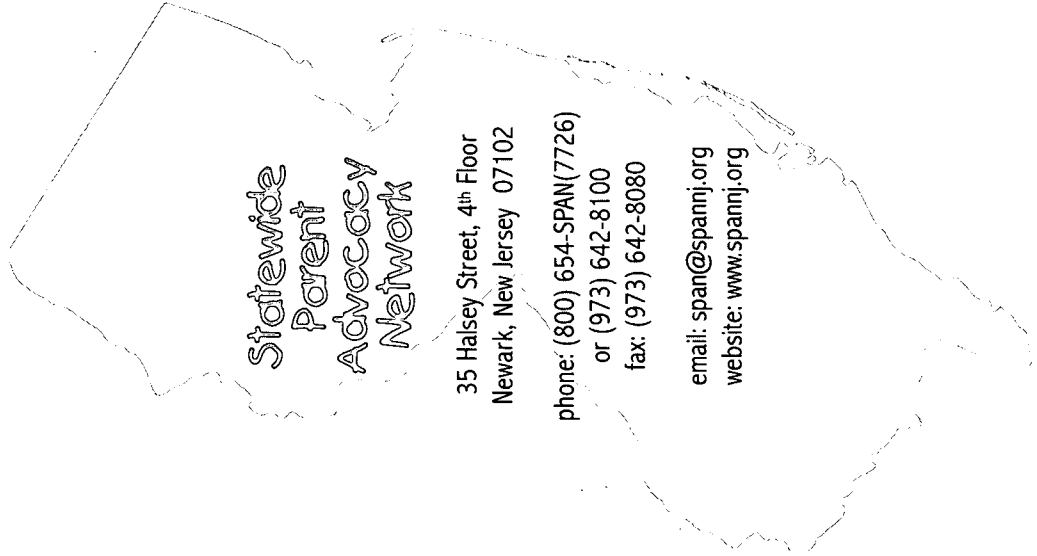 Statewide
Parent
Advocacy
Network
35 Halsey Street, 4th Floor
Newark, New Jersey 07102
phone: (800) 654-SPAN(7726)
or (973) 642-8100
fax: (973) 642-8080
email: span@spannj.org
website: www.spannj.org